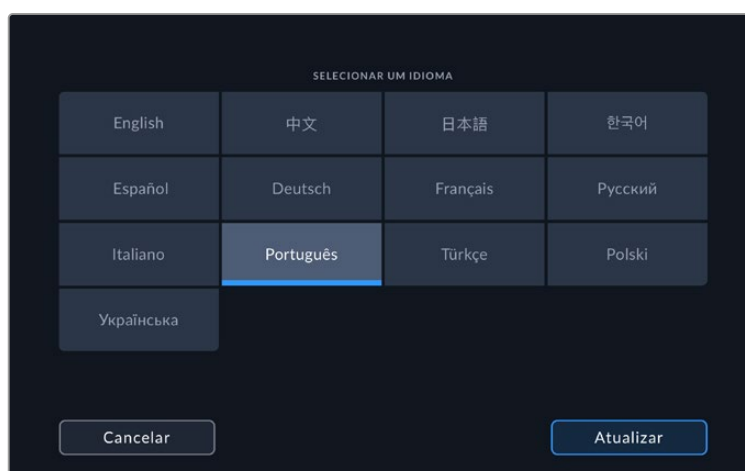 SELECIONAR UM IDIOMA
English 中文 日本語 한국어
Español Deutsch Français Русский
Italiano Português Türkçe Polski
Українська
Cancelar Atualizar